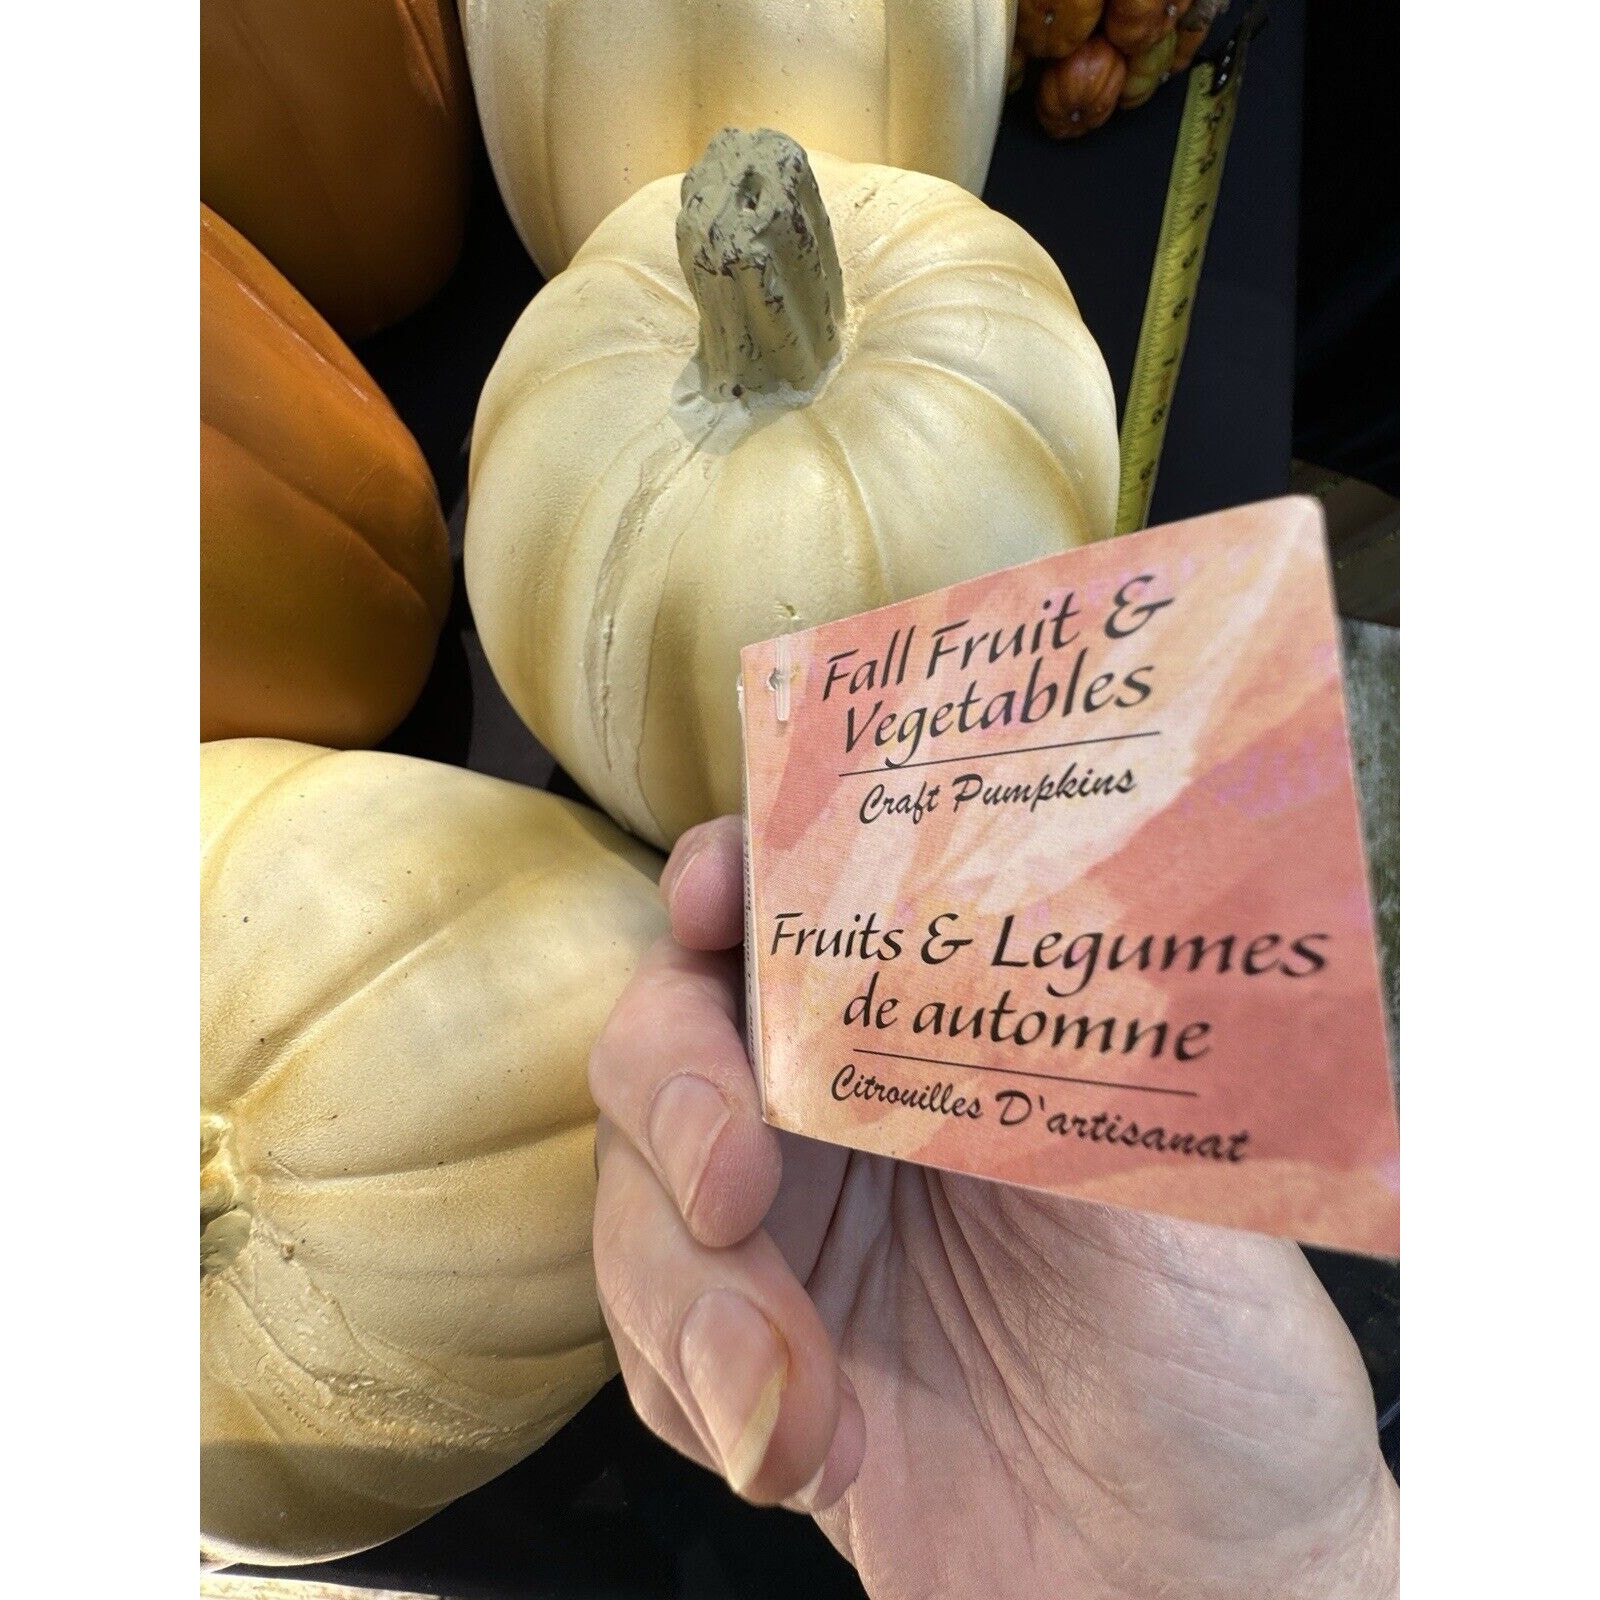 Fall Fruit &
Vegetables
Craft Pumpkins
Fruits & Legumes
de automne
Citrouilles D'artisanat